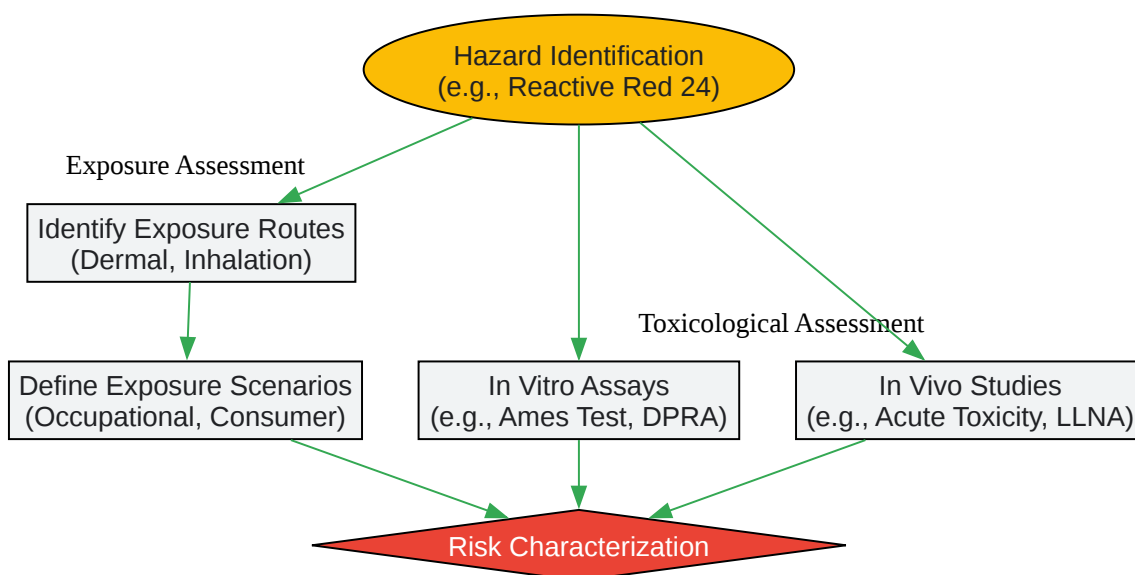 Hazard Identification
(e.g., Reactive Red 24)
Exposure Assessment
Identify Exposure Routes
(Dermal, Inhalation)
Toxicological Assessment
Define Exposure Scenarios
(Occupational, Consumer)
In Vitro Assays
(e.g., Ames Test, DPRA)
In Vivo Studies
(e.g., Acute Toxicity, LLNA)
Risk Characterization